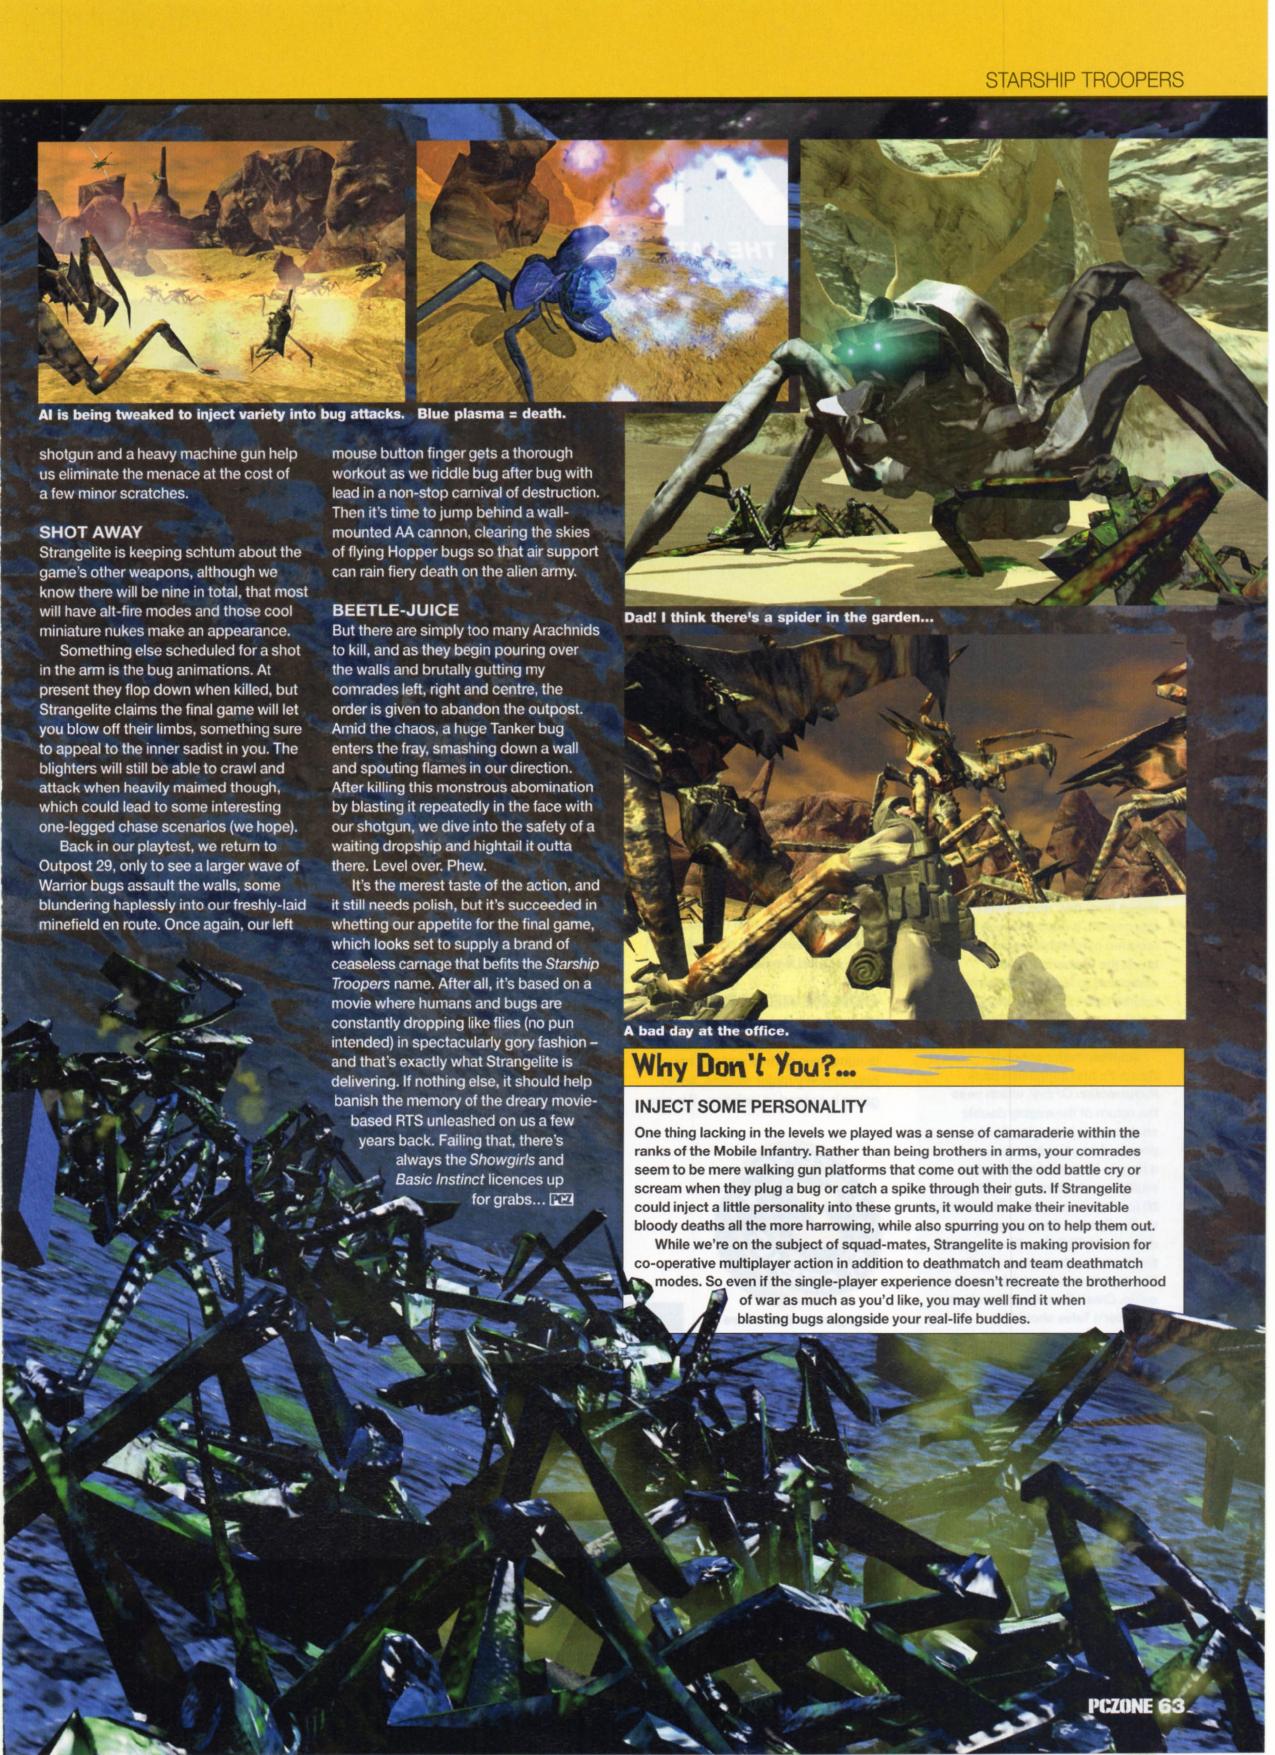 STARSHIP TROOPERS
AI is being tweaked to inject variety into bug attacks.
Blue plasma = death.
shotgun and a heavy machine gun help
us eliminate the menace at the cost of
a few minor scratches.
SHOT AWAY
Strangelite is keeping schtum about the
game's other weapons, although we
know there will be nine in total, that most
will have alt-fire modes and those cool
miniature nukes make an appearance.
Something else scheduled for a shot
in the arm is the bug animations. At
present they flop down when killed, but
Strangelite claims the final game will let
you blow off their limbs, something sure
to appeal to the inner sadist in you. The
blighters will still be able to crawl and
attack when heavily maimed though,
which could lead to some interesting
one-legged chase scenarios (we hope).
Back in our playtest, we return to
Outpost 29, only to see a larger wave of
Warrior bugs assault the walls, some
blundering haplessly into our freshly-laid
minefield en route. Once again, our left
mouse button finger gets a thorough
workout as we riddle bug after bug with
lead in a non-stop carnival of destruction.
Then it's time to jump behind a wall-
mounted AA cannon, clearing the skies
of flying Hopper bugs so that air support
can rain fiery death on the alien army.
BEETLE-JUICE
But there are simply too many Arachnids
to kill, and as they begin pouring over
the walls and brutally gutting my
comrades left, right and centre, the
order is given to abandon the outpost.
Amid the chaos, a huge Tanker bug
enters the fray, smashing down a wall
and spouting flames in our direction.
After killing this monstrous abomination
by blasting it repeatedly in the face with
our shotgun, we dive into the safety of a
waiting dropship and hightail it outta
there. Level over. Phew.
It's the merest taste of the action, and
it still needs polish, but it's succeeded in
whetting our appetite for the final game,
which looks set to supply a brand of
ceaseless carnage that befits the Starship
Troopers name. After all, it's based on a
movie where humans and bugs are
constantly dropping like flies (no pun
intended) in spectacularly gory fashion –
and that's exactly what Strangelite is
delivering. If nothing else, it should help
banish the memory of the dreary movie-
based RTS unleashed on us a few
years back. Failing that, there's
always the Showgirls and
Basic Instinct licences up
for grabs... PCZ
Dad! I think there's a spider in the garden...
A bad day at the office.
Why Don't You?...
INJECT SOME PERSONALITY
One thing lacking in the levels we played was a sense of camaraderie within the
ranks of the Mobile Infantry. Rather than being brothers in arms, your comrades
seem to be mere walking gun platforms that come out with the odd battle cry or
scream when they plug a bug or catch a spike through their guts. If Strangelite
could inject a little personality into these grunts, it would make their inevitable
bloody deaths all the more harrowing, while also spurring you on to help them out.
While we're on the subject of squad-mates, Strangelite is making provision for
co-operative multiplayer action in addition to deathmatch and team deathmatch
modes. So even if the single-player experience doesn't recreate the brotherhood
of war as much as you'd like, you may well find it when
blasting bugs alongside your real-life buddies.
PCZONE 63